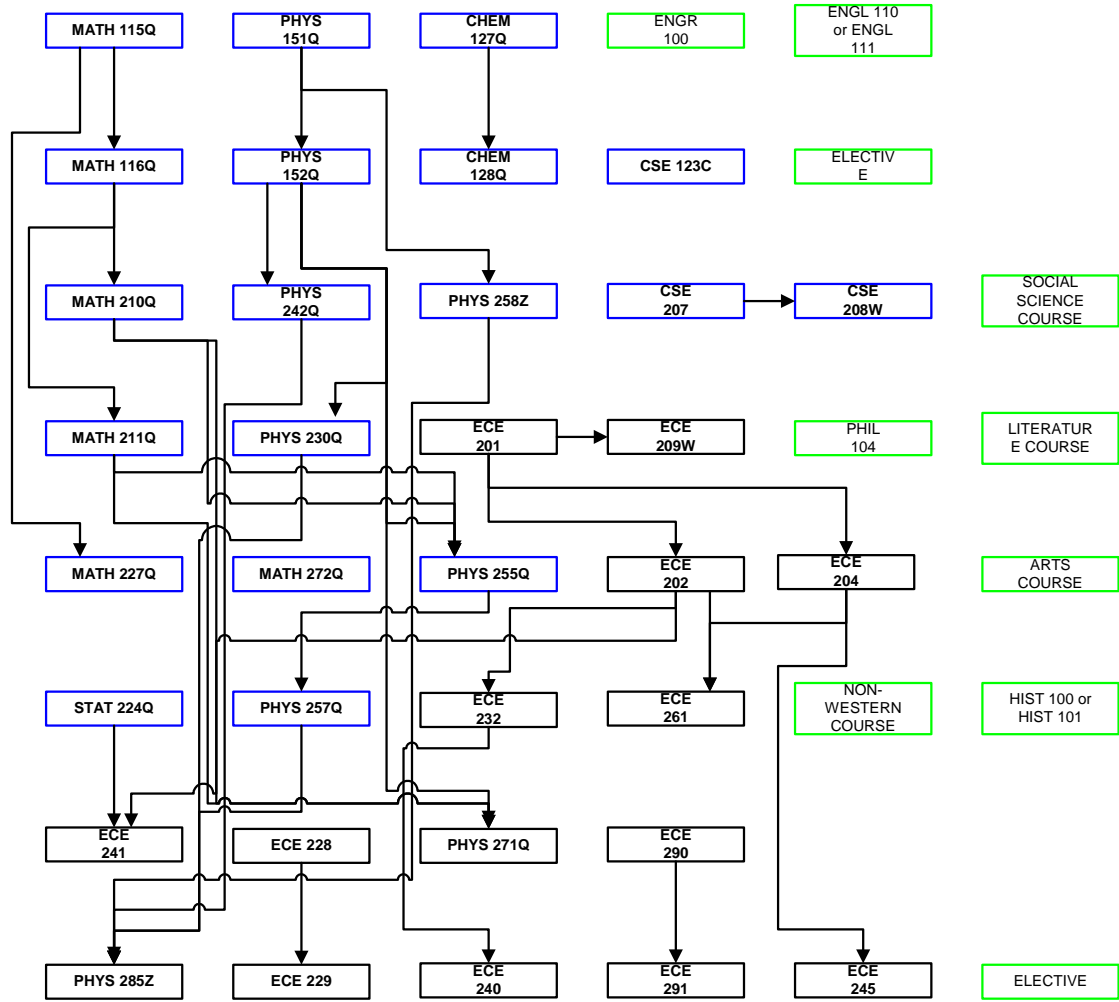 MATH 115Q
PHYS
151Q
CHEM
127Q
ENGR
100
ENGL 110
or ENGL
111
MATH 116Q
PHYS
152Q
CHEM
128Q
CSE 123C
ELECTIV
E
MATH 210Q
PHYS
242Q
PHYS 258Z
CSE
207
CSE
208W
SOCIAL
SCIENCE
COURSE
MATH 211Q
PHYS 230Q
ECE
201
ECE
209W
PHIL
104
LITERATUR
E COURSE
MATH 227Q
MATH 272Q
PHYS 255Q
ECE
202
ECE
204
ARTS
COURSE
STAT 224Q
PHYS 257Q
ECE
232
ECE
261
NON-
WESTERN
COURSE
HIST 100 or
HIST 101
ECE
241
ECE 228
PHYS 271Q
ECE
290
PHYS 285Z
ECE 229
ECE
240
ECE
291
ECE
245
ELECTIVE